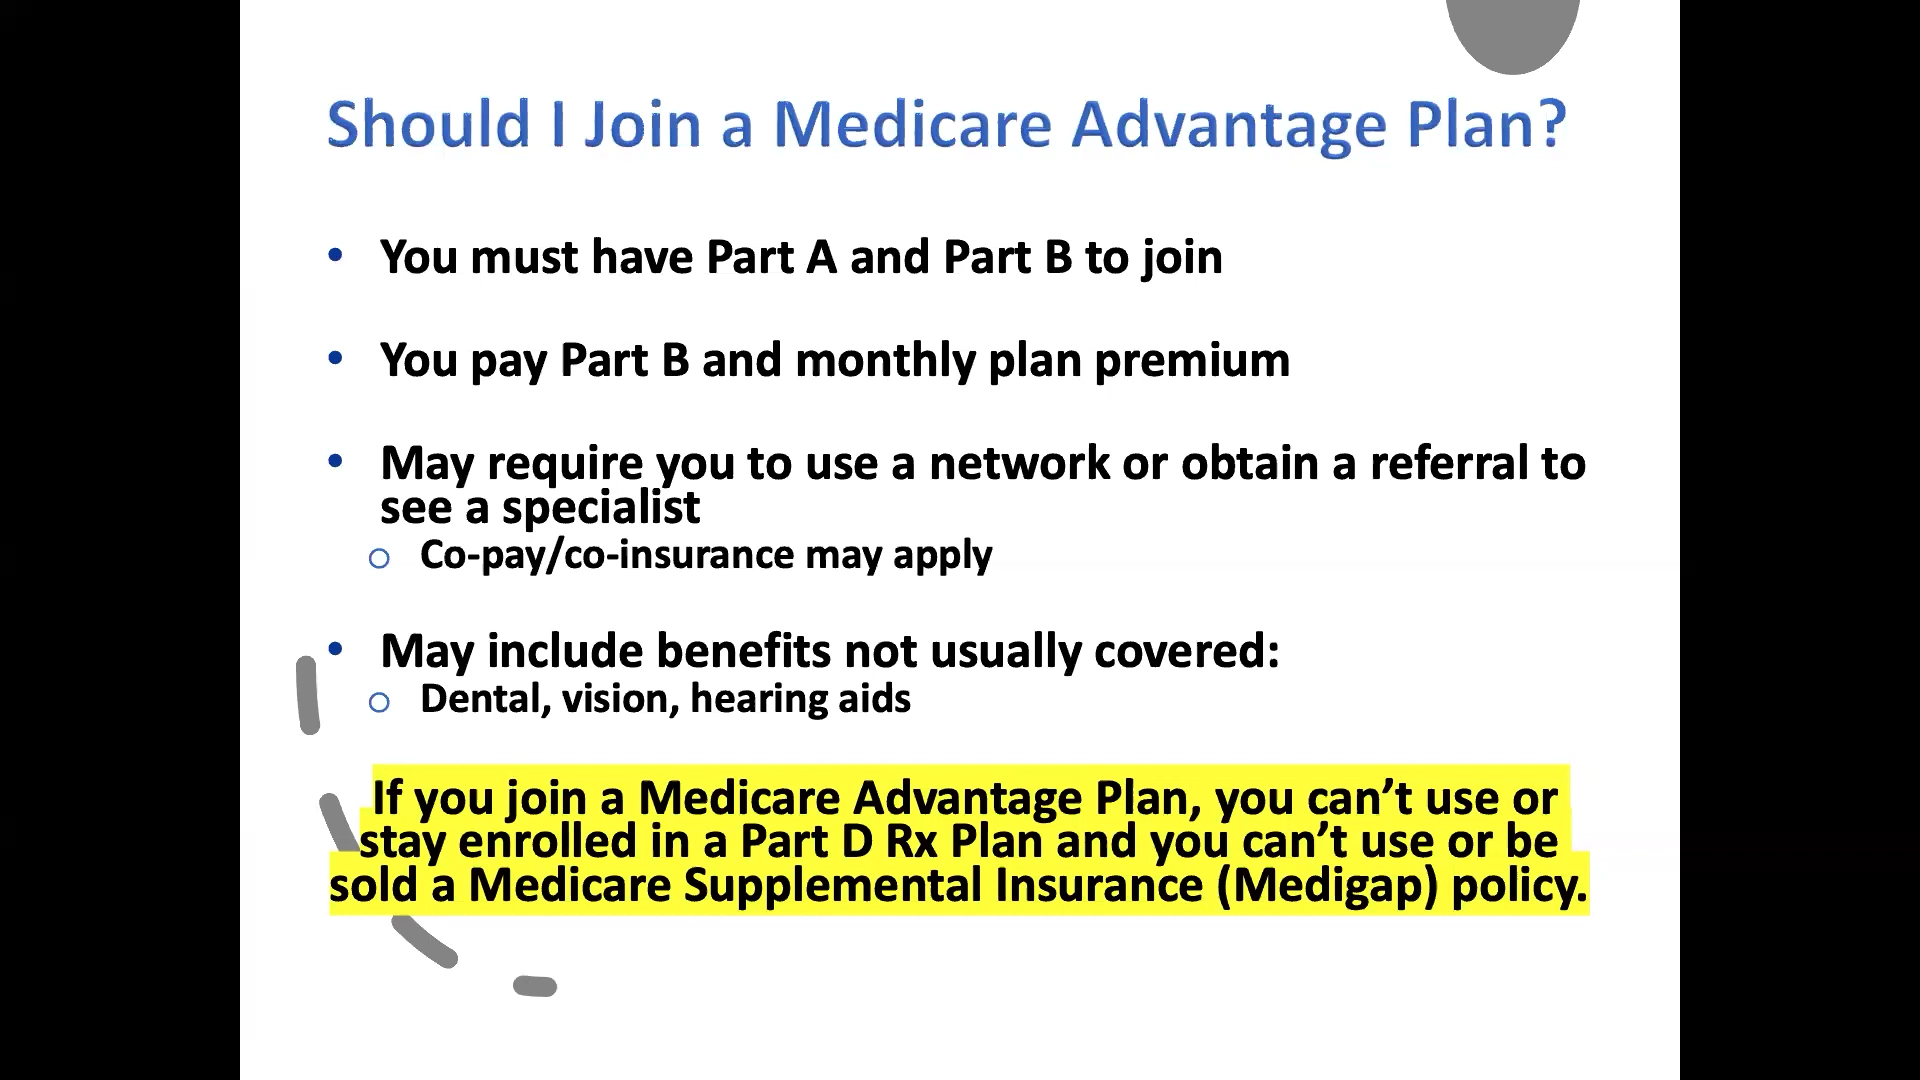 Should I Join a Medicare Advantage Plan?
• You must have Part A and Part B to join
• You pay Part B and monthly plan premium
• May require you to use a network or obtain a referral to
see a specialist
o Co-pay/co-insurance may apply
• May include benefits not usually covered:
o Dental, vision, hearing aids
If you join a Medicare Advantage Plan, you can’t use or
stay enrolled in a Part D Rx Plan and you can’t use or be
sold a Medicare Supplemental Insurance (Medigap) policy.